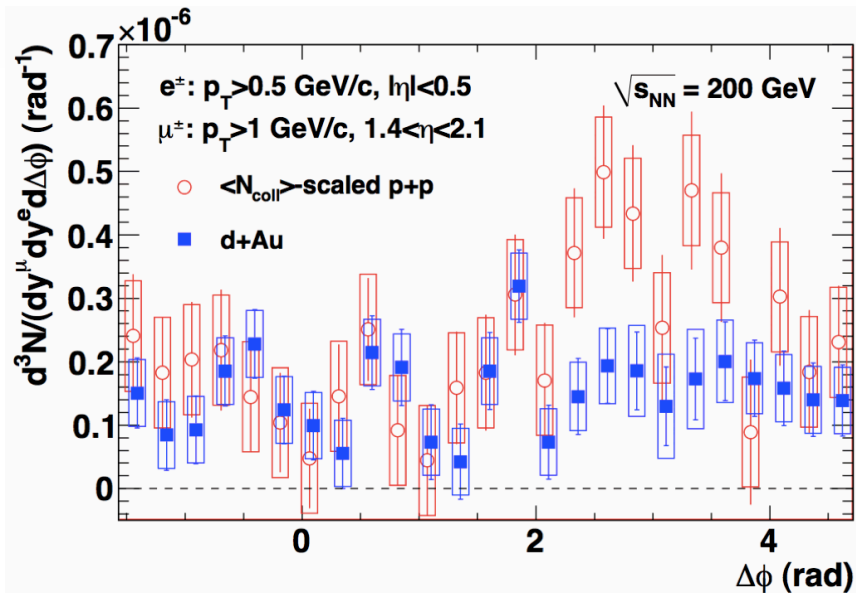 ×10⁻⁶
0.7
0.6
0.5
0.4
0.3
0.2
0.1
0
d³N/(dy^μ dy^e dΔϕ) (rad⁻¹)
e±: p_T>0.5 GeV/c, |η|<0.5
μ±: p_T>1 GeV/c, 1.4<η<2.1
√s_NN = 200 GeV
<N_coll>-scaled p+p
d+Au
0 2 4
Δϕ (rad)